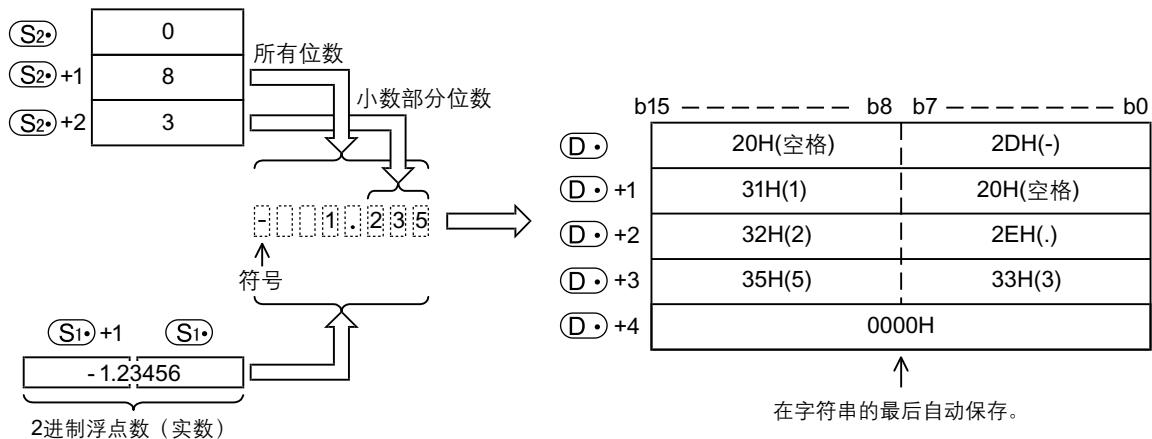 S2• 0
S2• +1 8
S2• +2 3
所有位数
小数部分位数
- 1 . 2 3 5
符号
S1• +1 S1•
- 1.23456
2进制浮点数（实数）
b15 b8 b7 b0
D • 20H(空格) 2DH(-)
D • +1 31H(1) 20H(空格)
D • +2 32H(2) 2EH(.)
D • +3 35H(5) 33H(3)
D • +4 0000H
在字符串的最后自动保存。